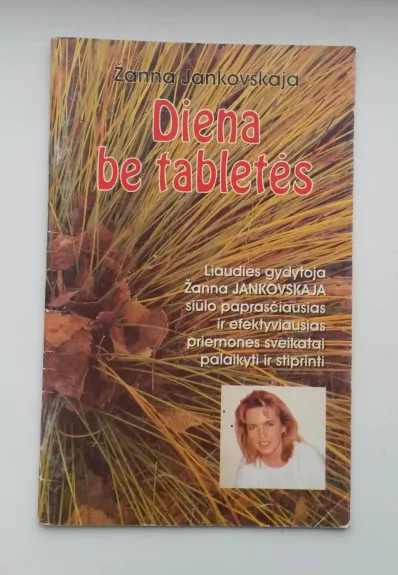 Žanna Jankovskaja
Diena
be tabletės
Liaudies gydytoja
Žanna JANKOVSKAJA
siūlo paprasčiausias
ir efektyviausias
priemones sveikatai
palaikyti ir stiprinti